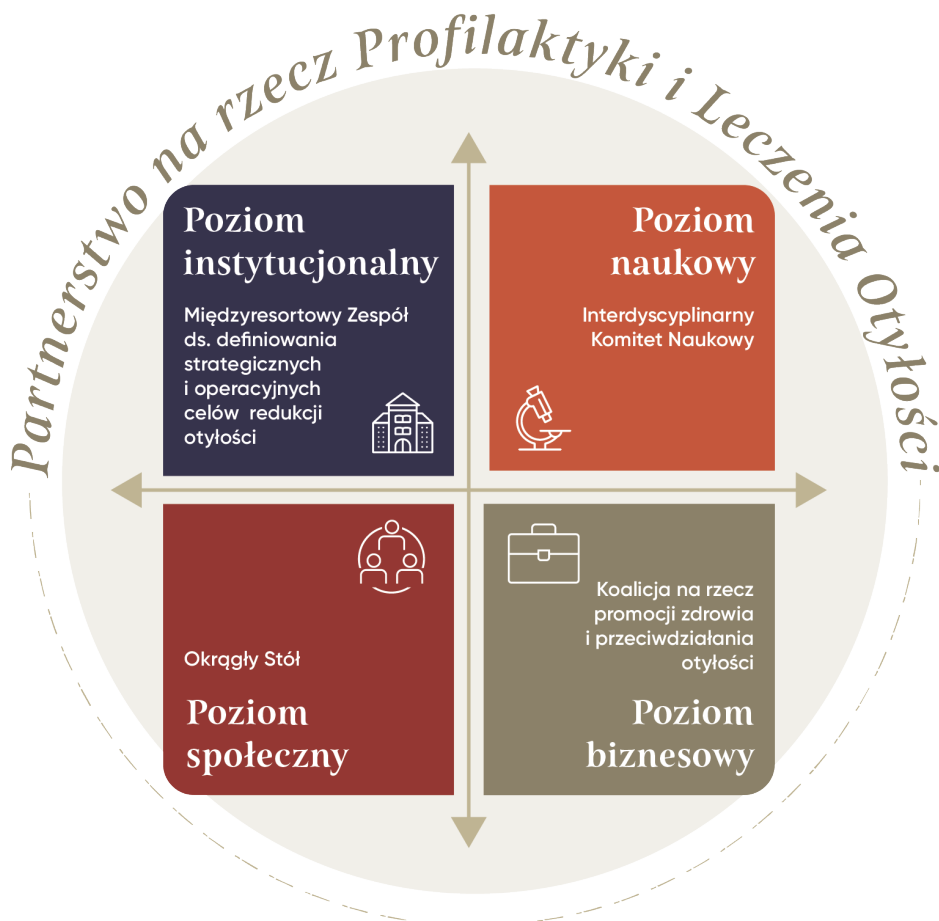 Partnerstwo na rzecz Profilaktyki i Leczenia Otyłości
Poziom
instytucjonalny
Międzyresortowy Zespół
ds. definiowania
strategicznych
i operacyjnych
celów redukcji
otyłości
Poziom
naukowy
Interdyscyplinarny
Komitet Naukowy
Okrągły Stół
Poziom
społeczny
Koalicja na rzecz
promocji zdrowia
i przeciwdziałania
otyłości
Poziom
biznesowy